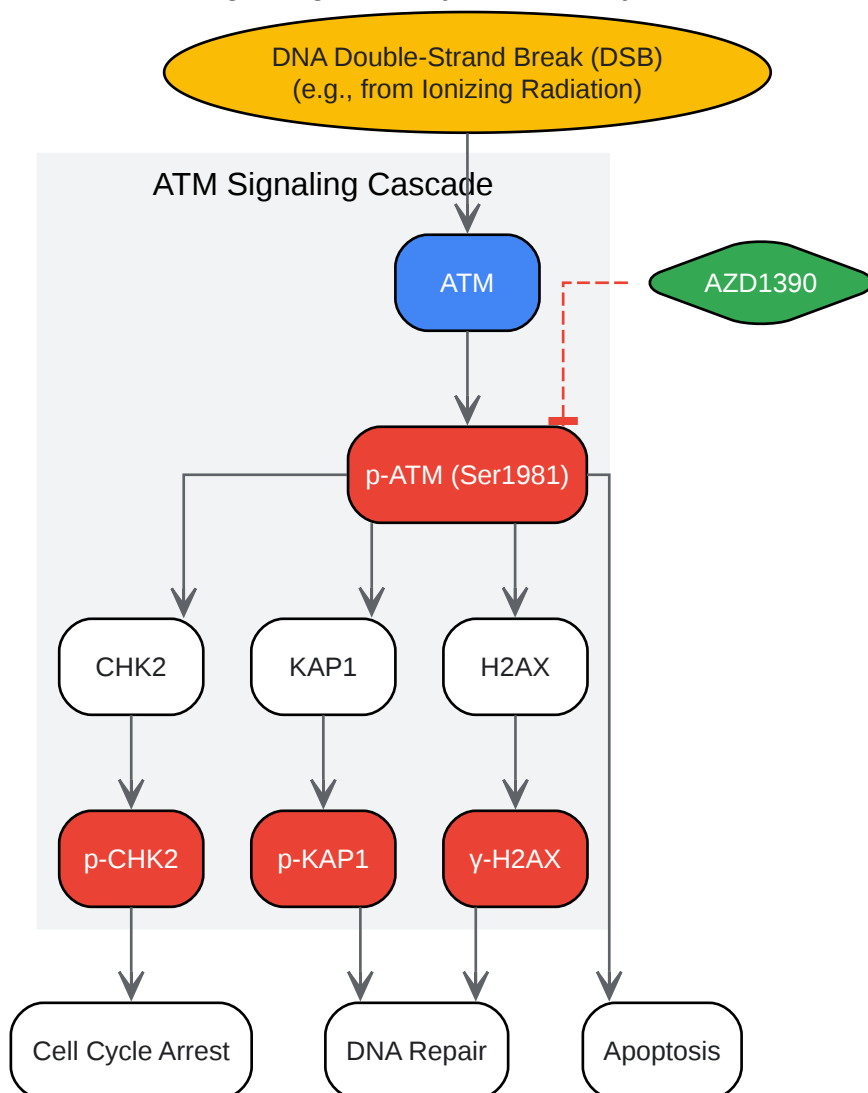 DNA Double-Strand Break (DSB)
(e.g., from Ionizing Radiation)
ATM Signaling Cascade
ATM
AZD1390
p-ATM (Ser1981)
CHK2
KAP1
H2AX
p-CHK2
p-KAP1
γ-H2AX
Cell Cycle Arrest
DNA Repair
Apoptosis